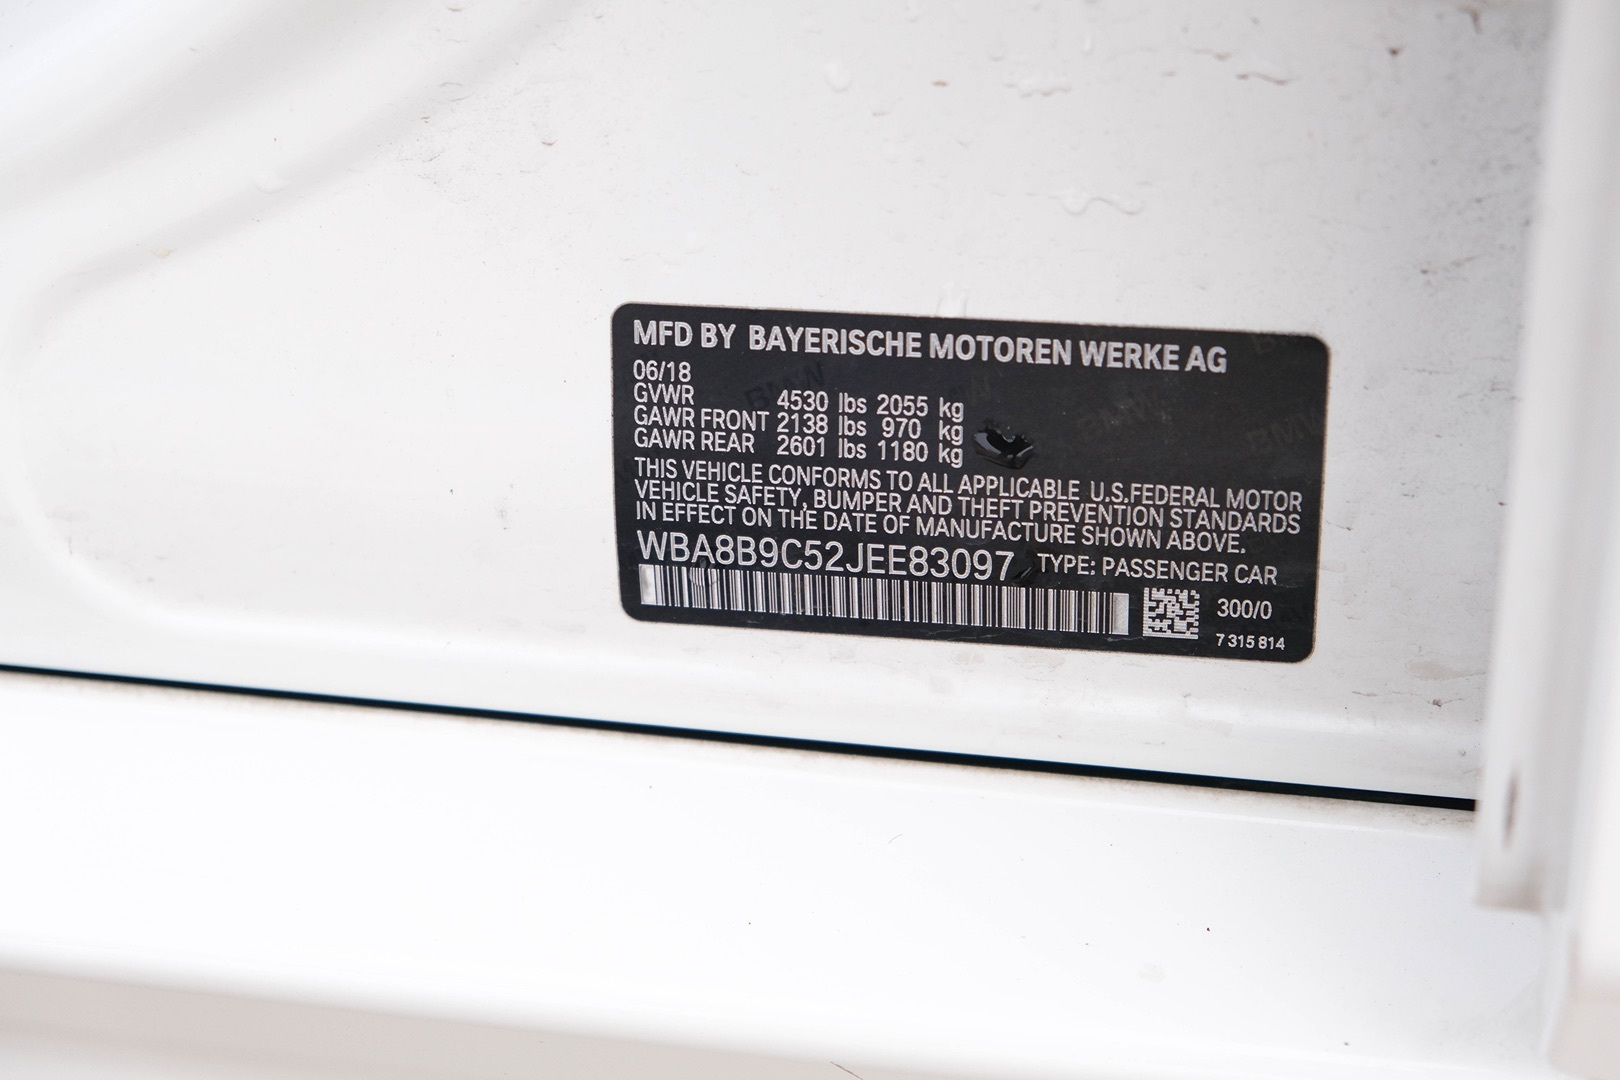 MFD BY BAYERISCHE MOTOREN WERKE AG
06/18
GVWR 4530 lbs 2055 kg
GAWR FRONT 2138 lbs 970 kg
GAWR REAR 2601 lbs 1180 kg
THIS VEHICLE CONFORMS TO ALL APPLICABLE U.S.FEDERAL MOTOR
VEHICLE SAFETY, BUMPER AND THEFT PREVENTION STANDARDS
IN EFFECT ON THE DATE OF MANUFACTURE SHOWN ABOVE.
WBA8B9C52JEE83097 TYPE: PASSENGER CAR
300/0
7 315 814